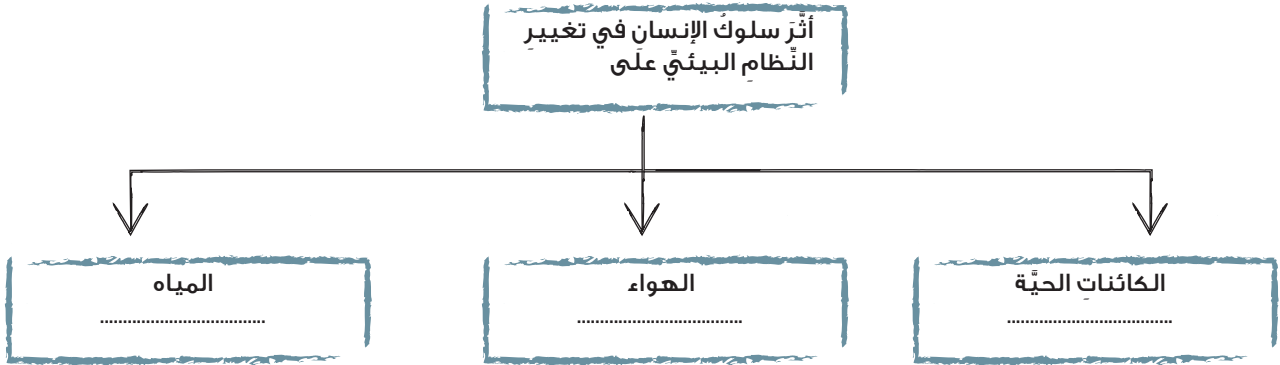 أثَّرَ سلوكُ الإنسانِ في تغييرِ
النِّظامِ البيئيِّ علَى
الكائناتِ الحيَّة
.....................................
الهواء
.....................................
المياه
.....................................